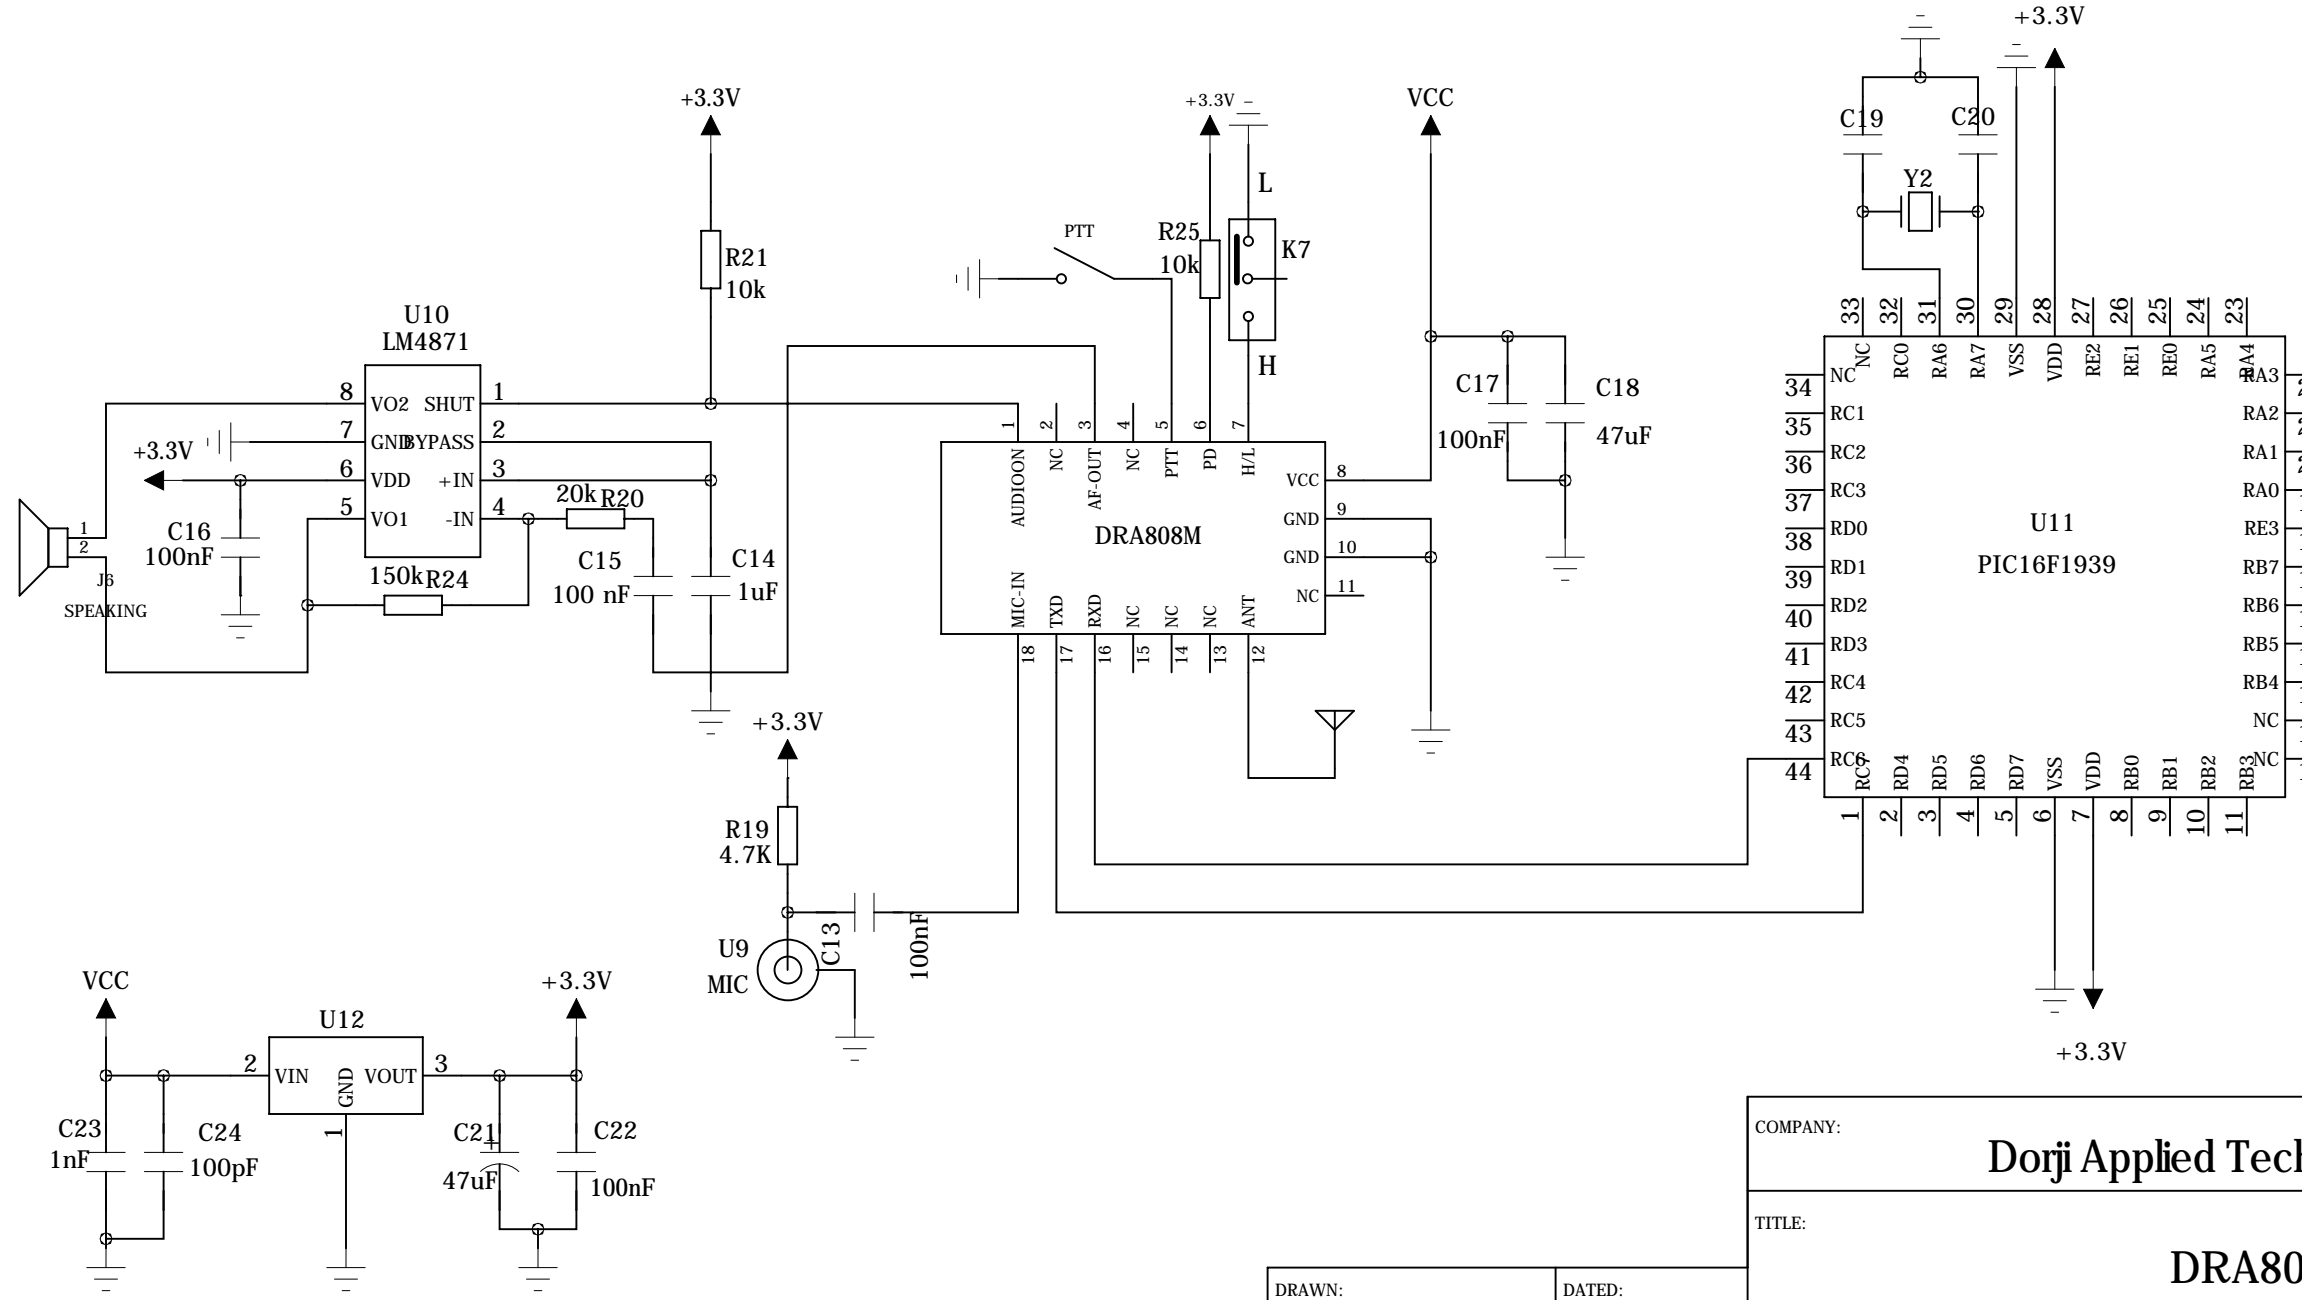 +3.3V
+3.3V
+3.3V
VCC
C19
C20
Y2
L
PTT
R25
10k
K7
H
R21
10k
U10
LM4871
8
7
6
5
VO2
GND
VDD
VO1
SHUT
BYPASS
+IN
-IN
1
2
3
4
+3.3V
C16
100nF
1
2
J6
SPEAKING
20k
R20
150k
R24
C15
100 nF
C14
1uF
1
2
3
4
5
6
7
AUDIOON
NC
AF-OUT
NC
PTT
PD
H/L
DRA808M
VCC
GND
GND
NC
8
9
10
11
MIC-IN
TXD
RXD
NC
NC
NC
ANT
18
17
16
15
14
13
12
C17
100nF
C18
47uF
33
32
31
30
29
28
27
26
25
24
23
NC
RC0
RA6
RA7
VSS
VDD
RE2
RE1
RE0
RA5
RA4
34
35
36
37
38
39
40
41
42
43
44
NC
RC1
RC2
RC3
RD0
RD1
RD2
RD3
RC4
RC5
RC6
U11
PIC16F1939
RA3
RA2
RA1
RA0
RE3
RB7
RB6
RB5
RB4
NC
NC
RC7
RD4
RD5
RD6
RD7
VSS
VDD
RB0
RB1
RB2
RB3
1
2
3
4
5
6
7
8
9
10
11
+3.3V
+3.3V
R19
4.7K
U9
MIC
C13
100nF
VCC
+3.3V
U12
2
VIN
GND
VOUT
3
1
C23
1nF
C24
100pF
C21
+
47uF
C22
100nF
COMPANY:
Dorji Applied
TITLE:
DRAWN:
DATED: